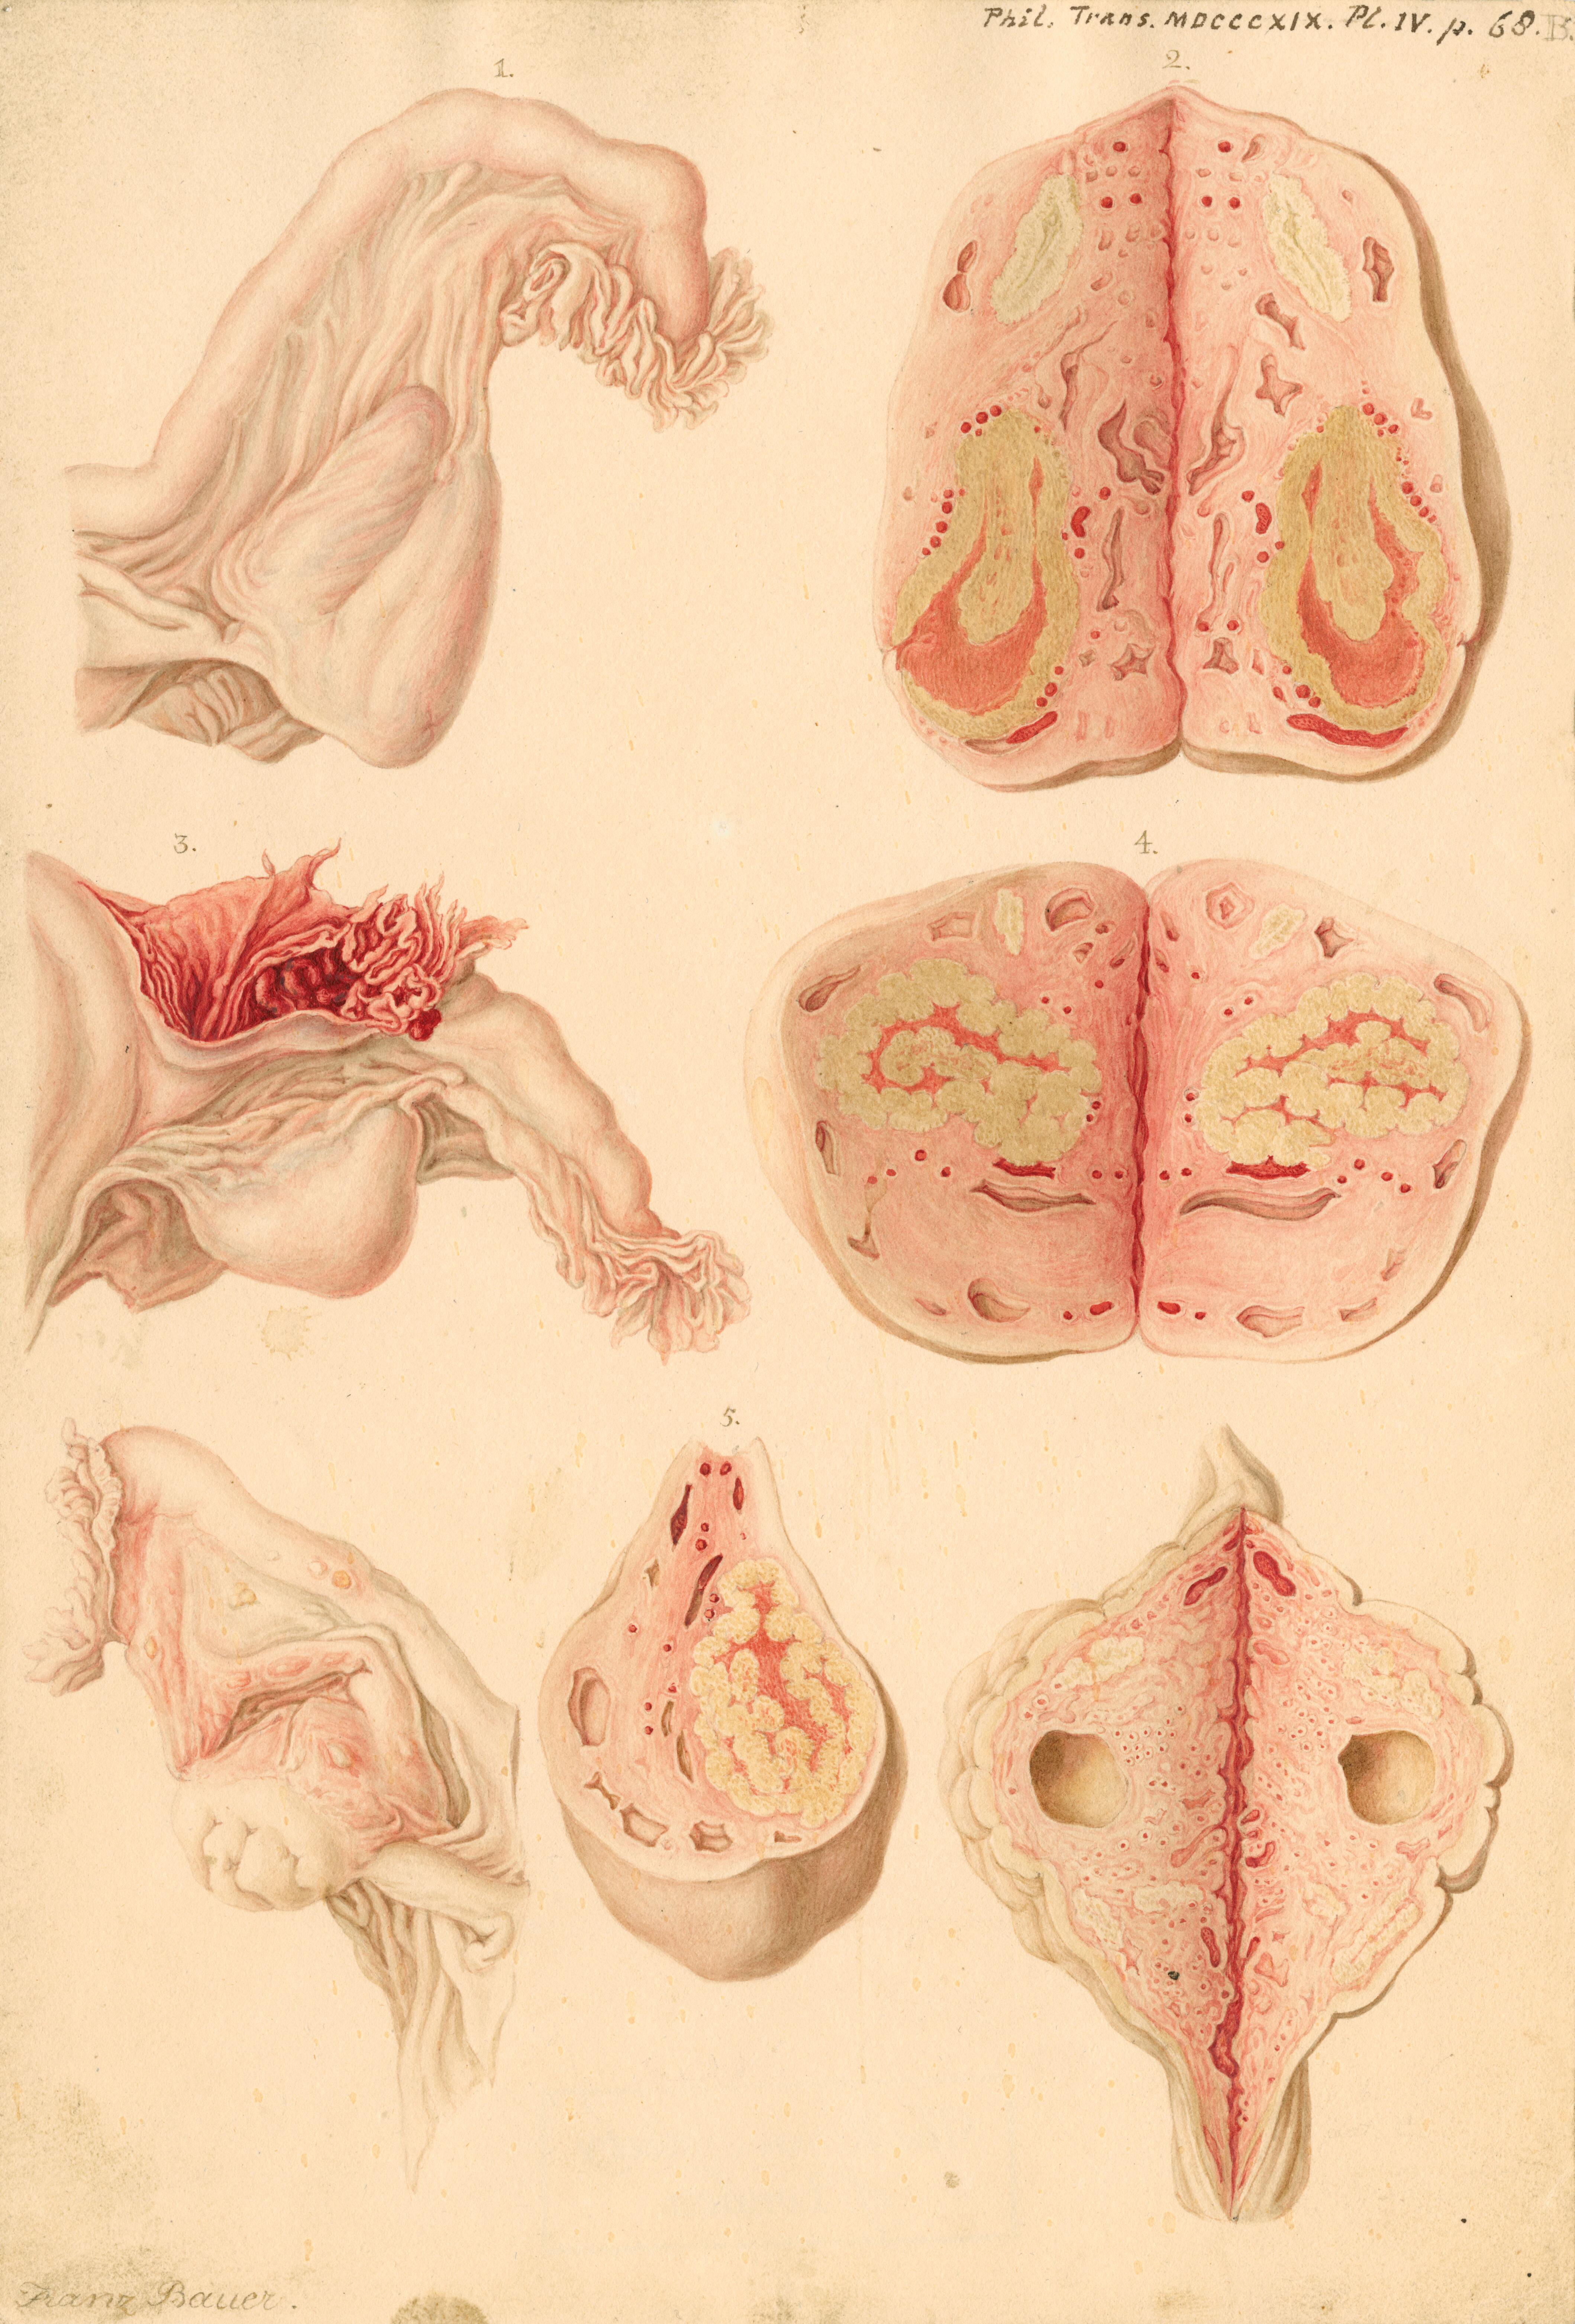 Phil. Trans. MDCCCXIX. Pl. IV. p. 68. B.
1.
2.
3.
4.
5.
Franz Bauer.